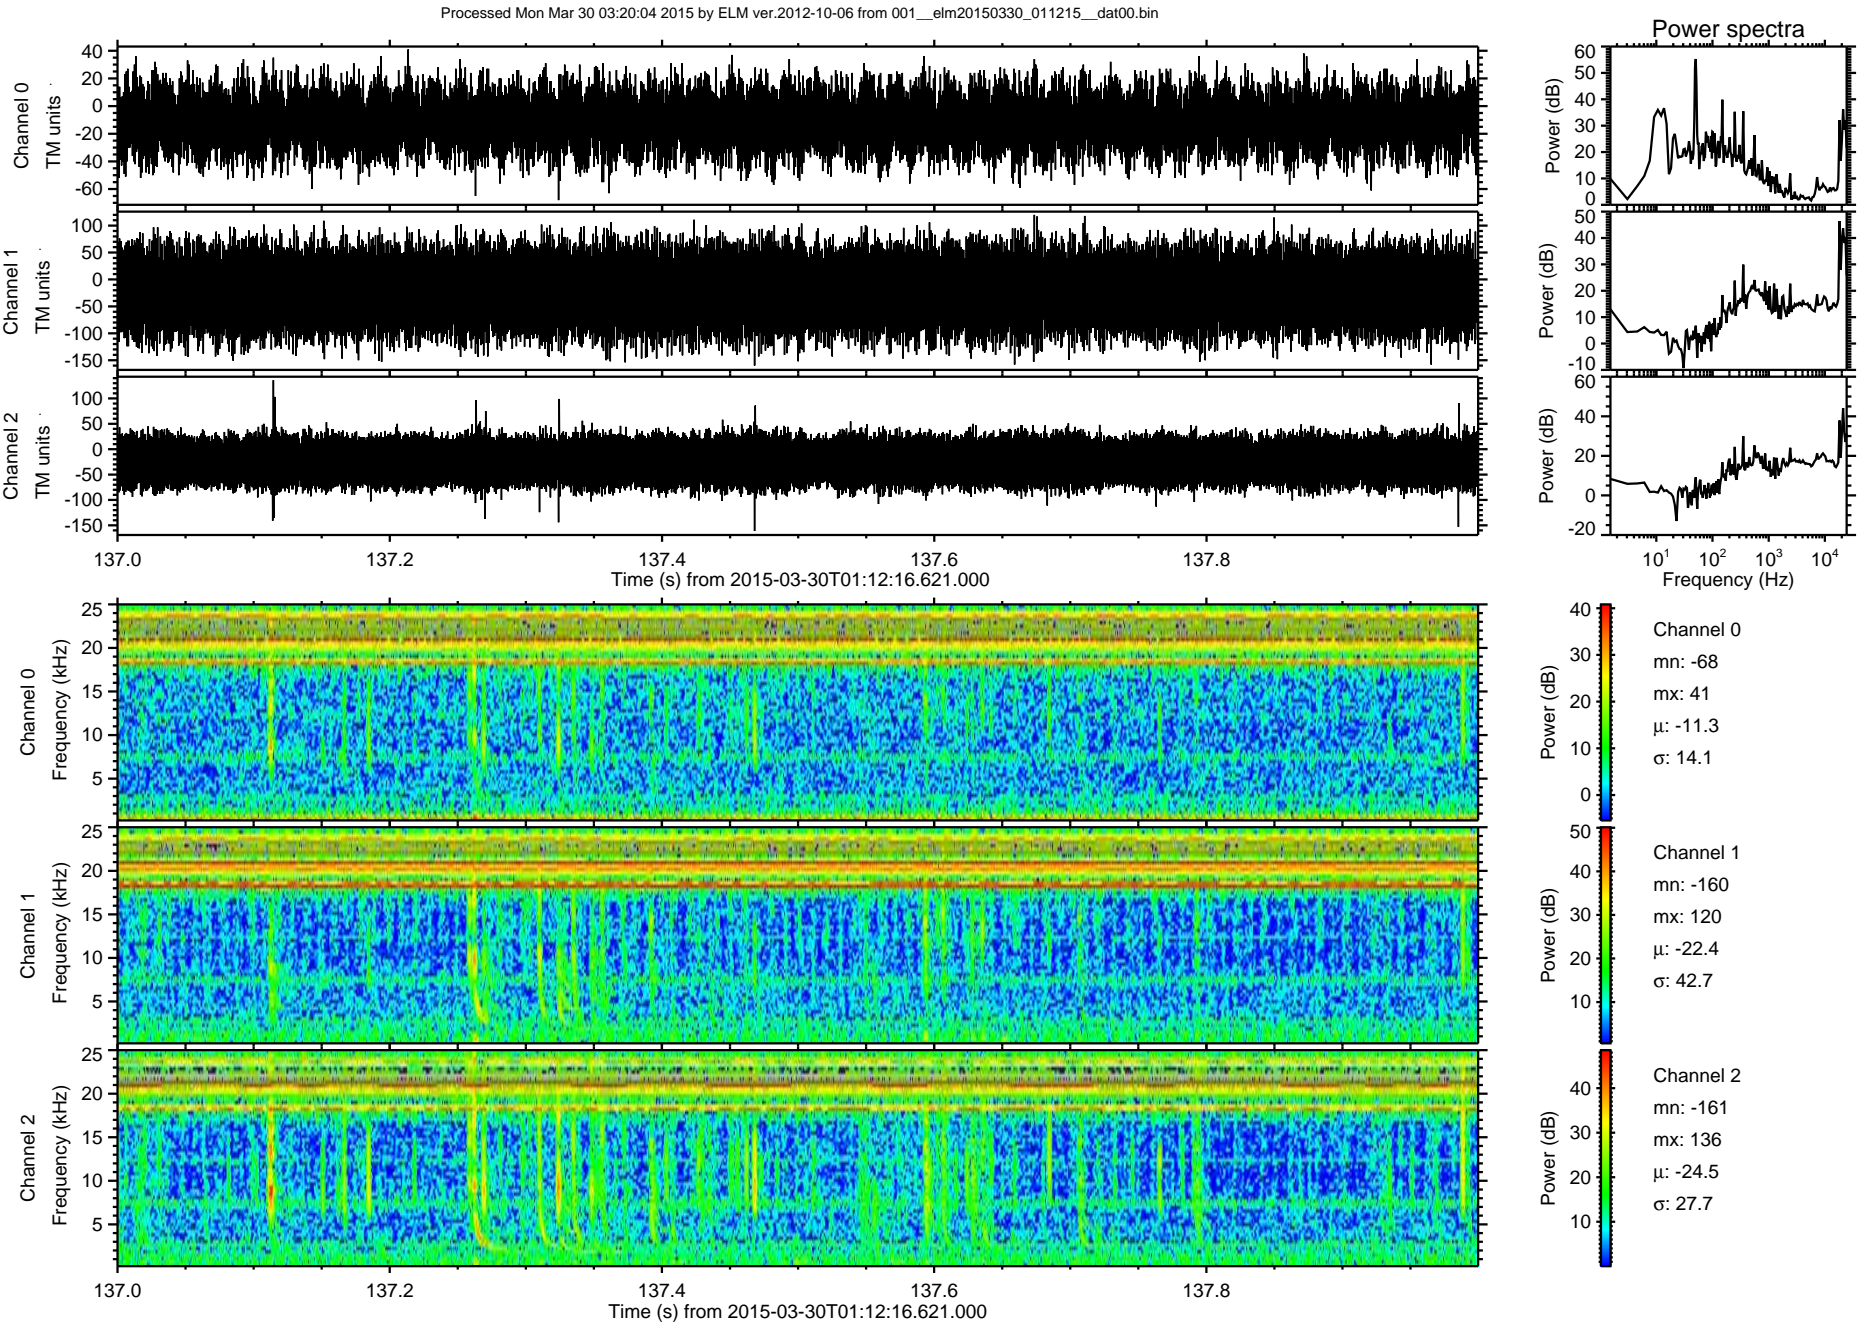 Processed Mon Mar 30 03:20:04 2015 by ELM ver.2012-10-06 from 001__elm20150330_011215__dat00.bin
Power spectra
Channel 0
TM units
40
20
0
-20
-40
-60
Power (dB)
60
50
40
30
20
10
0
Channel 1
TM units
100
50
0
-50
-100
-150
Power (dB)
50
40
30
20
10
0
-10
Channel 2
TM units
100
50
0
-50
-100
-150
Power (dB)
60
40
20
0
-20
137.0 137.2 137.4 137.6 137.8
Time (s) from 2015-03-30T01:12:16.621.000
10¹ 10² 10³ 10⁴
Frequency (Hz)
Channel 0
Frequency (kHz)
25
20
15
10
5
Power (dB)
40
30
20
10
0
Channel 0
mn: -68
mx: 41
μ: -11.3
σ: 14.1
Channel 1
Frequency (kHz)
25
20
15
10
5
Power (dB)
50
40
30
20
10
Channel 1
mn: -160
mx: 120
μ: -22.4
σ: 42.7
Channel 2
Frequency (kHz)
25
20
15
10
5
Power (dB)
40
30
20
10
Channel 2
mn: -161
mx: 136
μ: -24.5
σ: 27.7
137.0 137.2 137.4 137.6 137.8
Time (s) from 2015-03-30T01:12:16.621.000